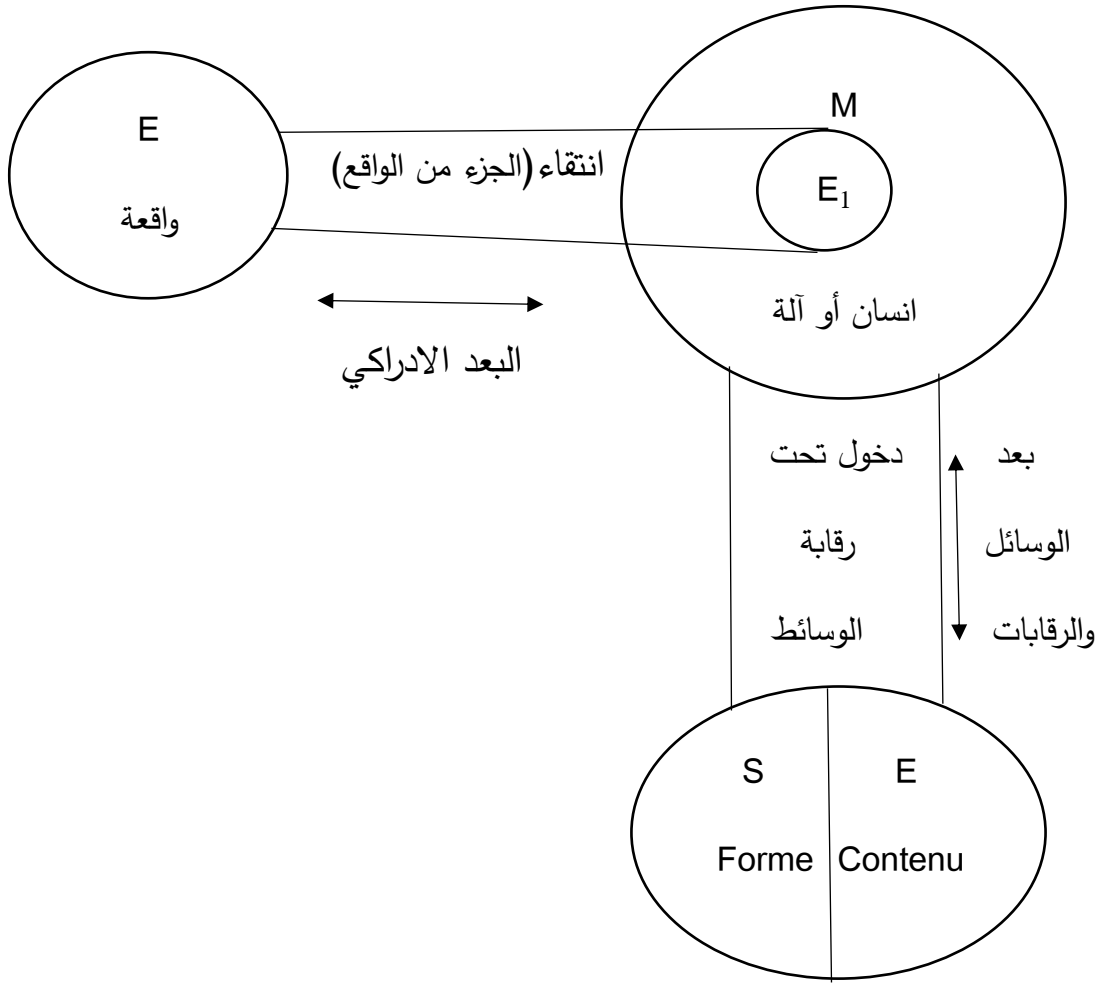 E
واقعة
انتقاء (الجزء من الواقع)
البعد الادراكي
M
E₁
انسان أو آلة
دخول تحت
رقابة
الوسائط
بعد
الوسائل
والرقابات
S
Forme
E
Contenu